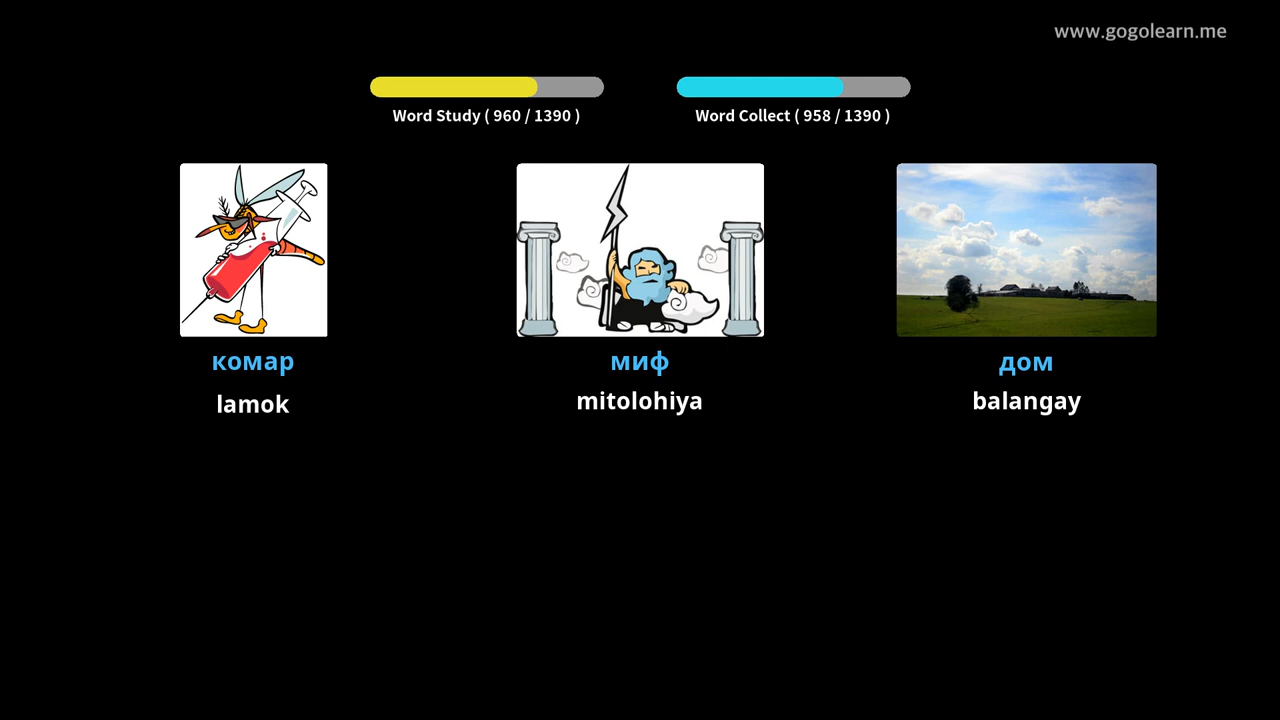 www.gogolearn.me
Word Study ( 960 / 1390 )
Word Collect ( 958 / 1390 )
комар
миф
дом
lamok
mitolohiya
balangay